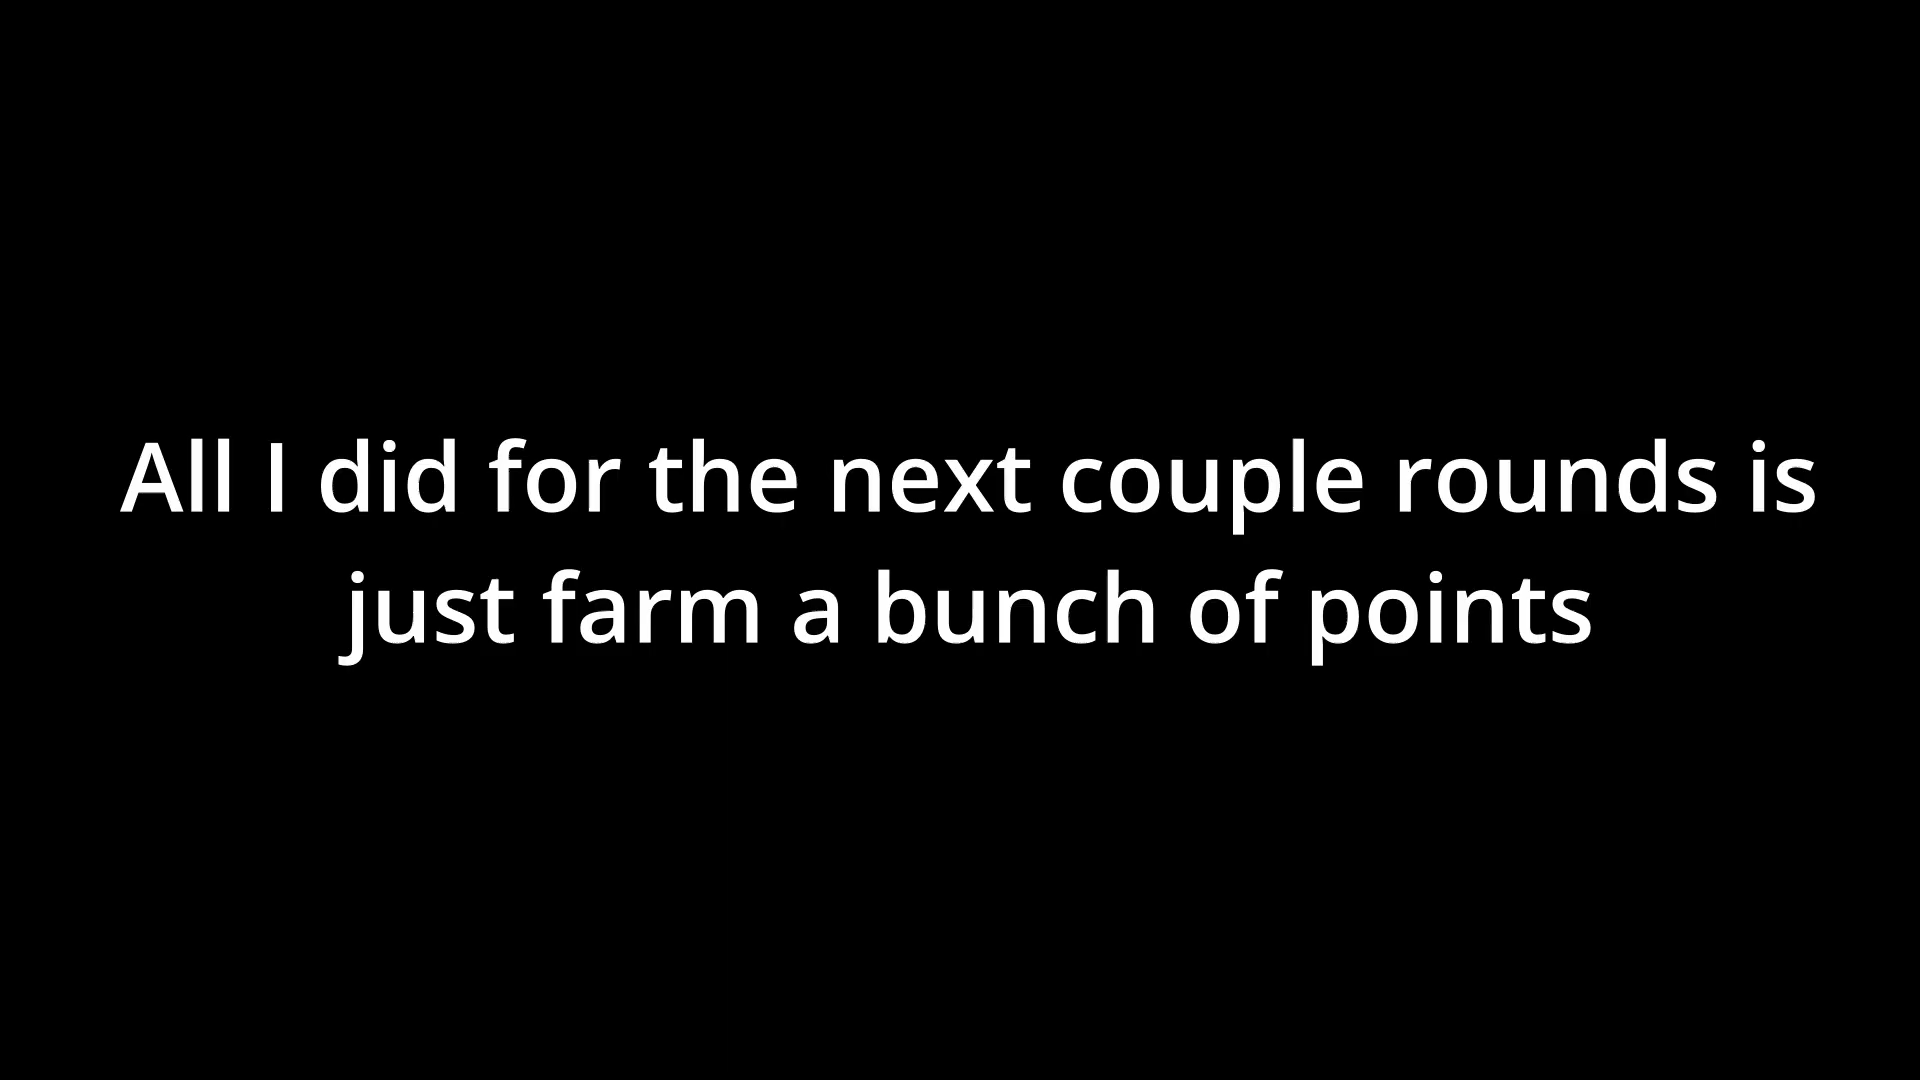 All I did for the next couple rounds is
just farm a bunch of points